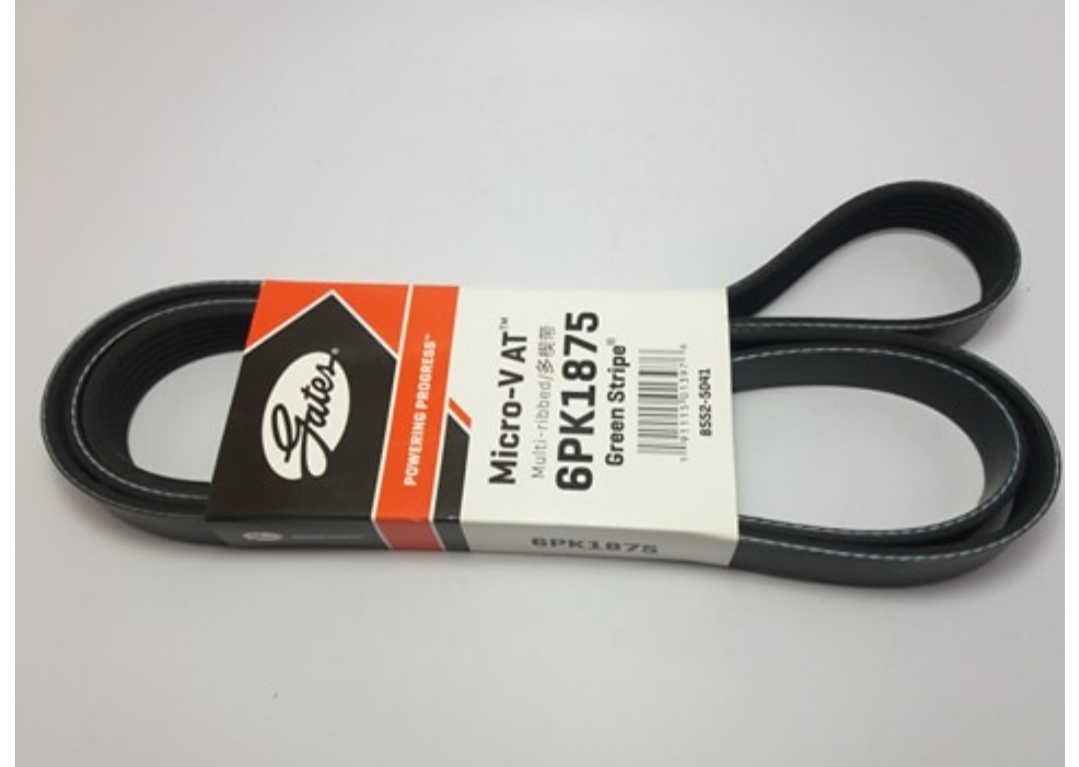 Gates®
POWERING PROGRESS™
Micro-V AT™
Multi-ribbed/多楔带
6PK1875
Green Stripe®
8552-5041
6PK1875